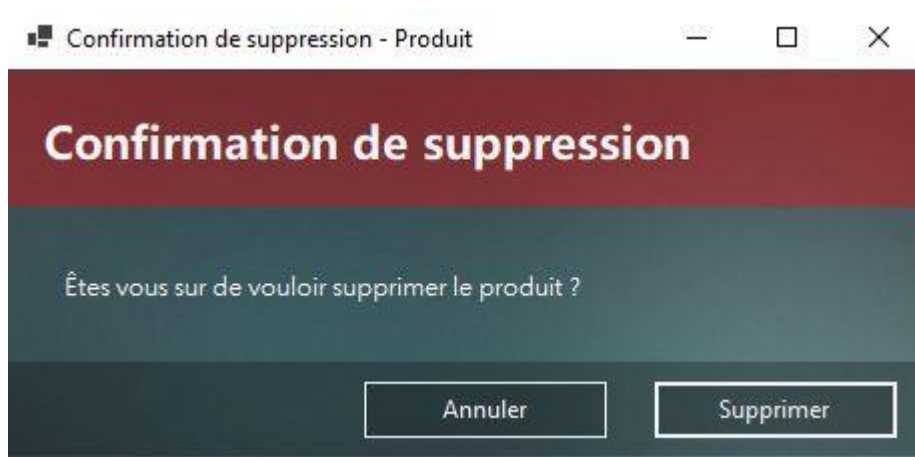 Confirmation de suppression - Produit
Confirmation de suppression
Êtes vous sur de vouloir supprimer le produit ?
Annuler Supprimer